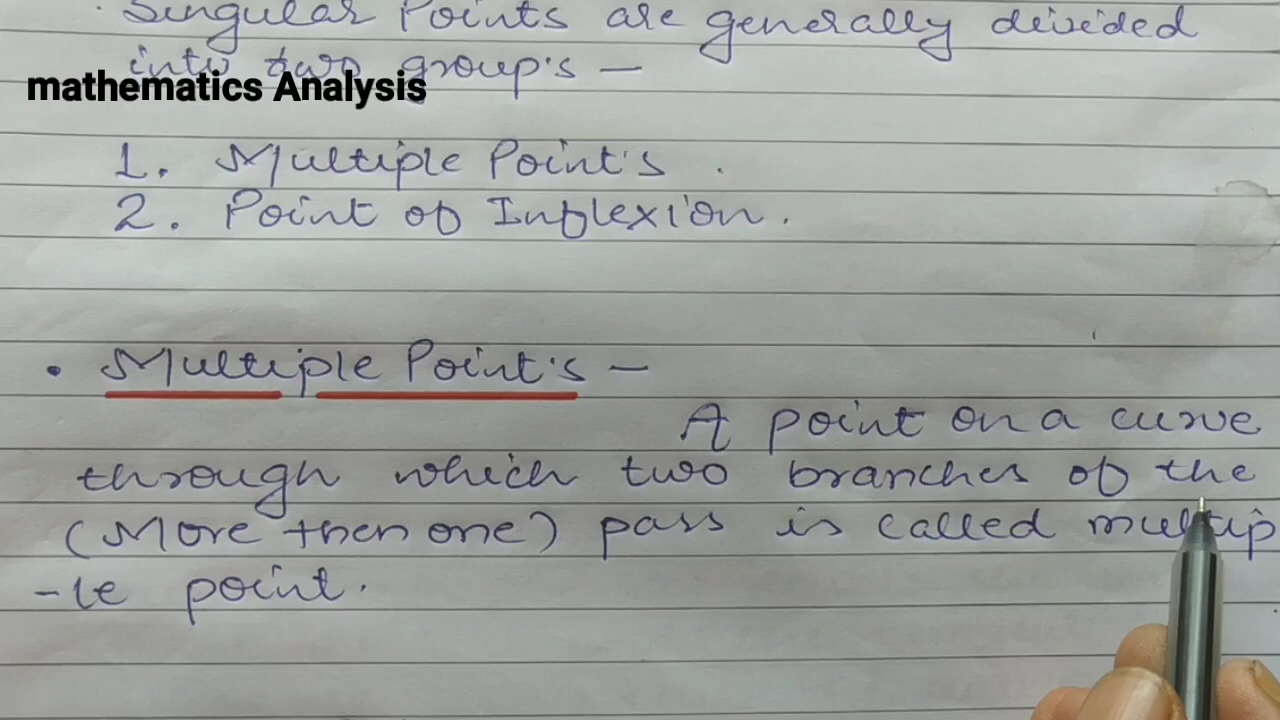 • Singular Points are generally divided
into two group's –
mathematics Analysis
1. Multiple Point's .
2. Point of Inflexion.
• Multiple Point's –
A point on a curve
through which two branches of the
(More then one) pass is called multip
-le point.